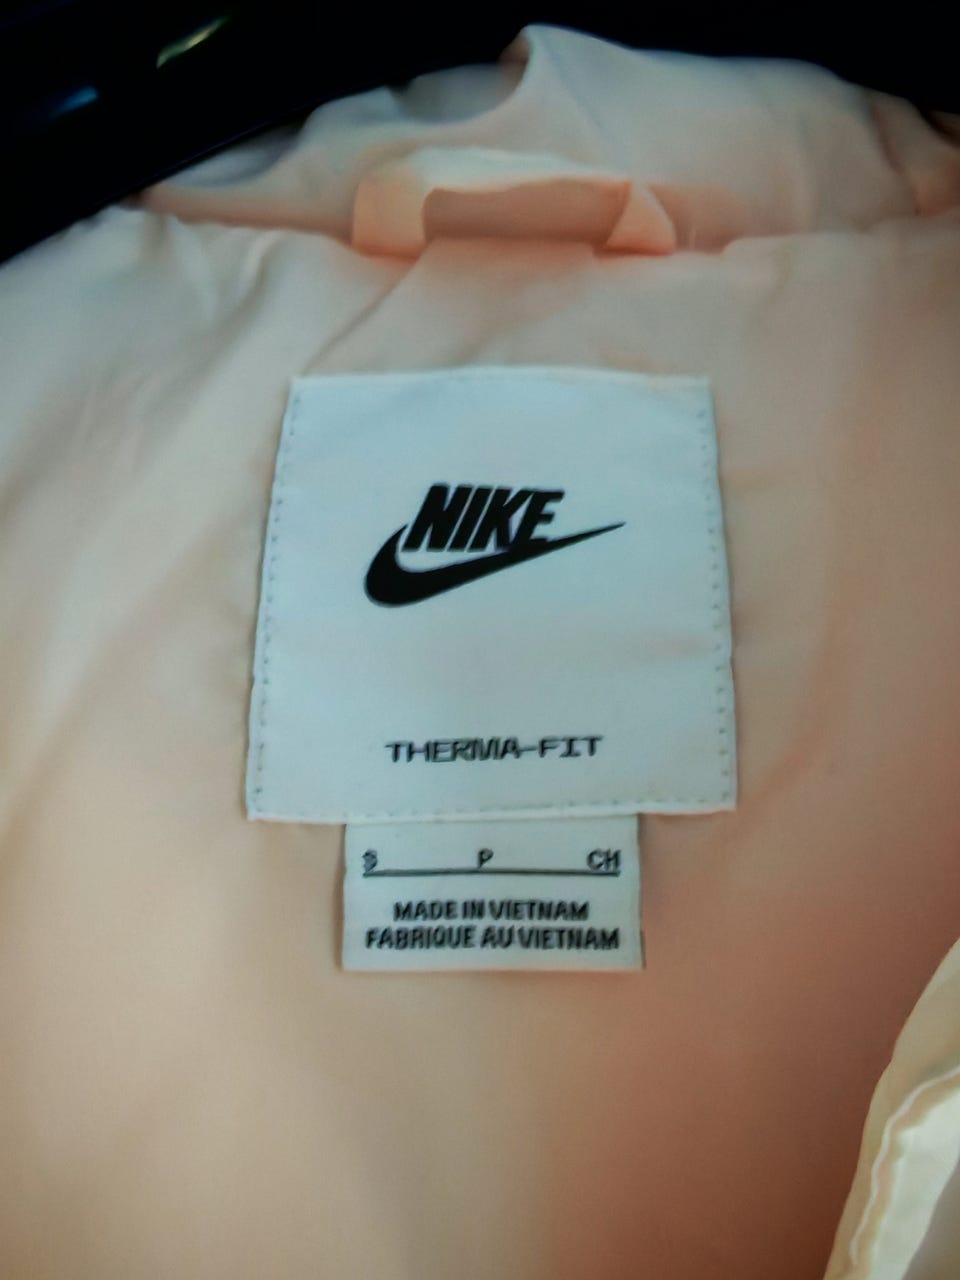 NIKE
THERMA-FIT
S P CH
MADE IN VIETNAM
FABRIQUE AU VIETNAM